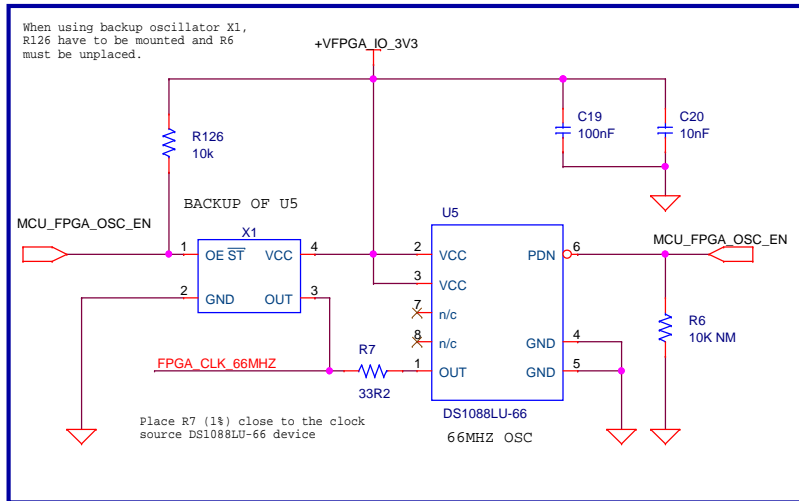 When using backup oscillator X1,
R126 have to be mounted and R6
must be unplaced.
+VFPGA_IO_3V3
R126
10k
C19
100nF
C20
10nF
BACKUP OF U5
MCU_FPGA_OSC_EN
X1
1
OE ST
VCC
4
2
GND
OUT
3
U5
2
VCC
3
VCC
7
n/c
8
n/c
1
OUT
PDN
6
GND
4
GND
5
MCU_FPGA_OSC_EN
R6
10K NM
FPGA_CLK_66MHZ
R7
33R2
DS1088LU-66
66MHZ OSC
Place R7 (1%) close to the clock
source DS1088LU-66 device